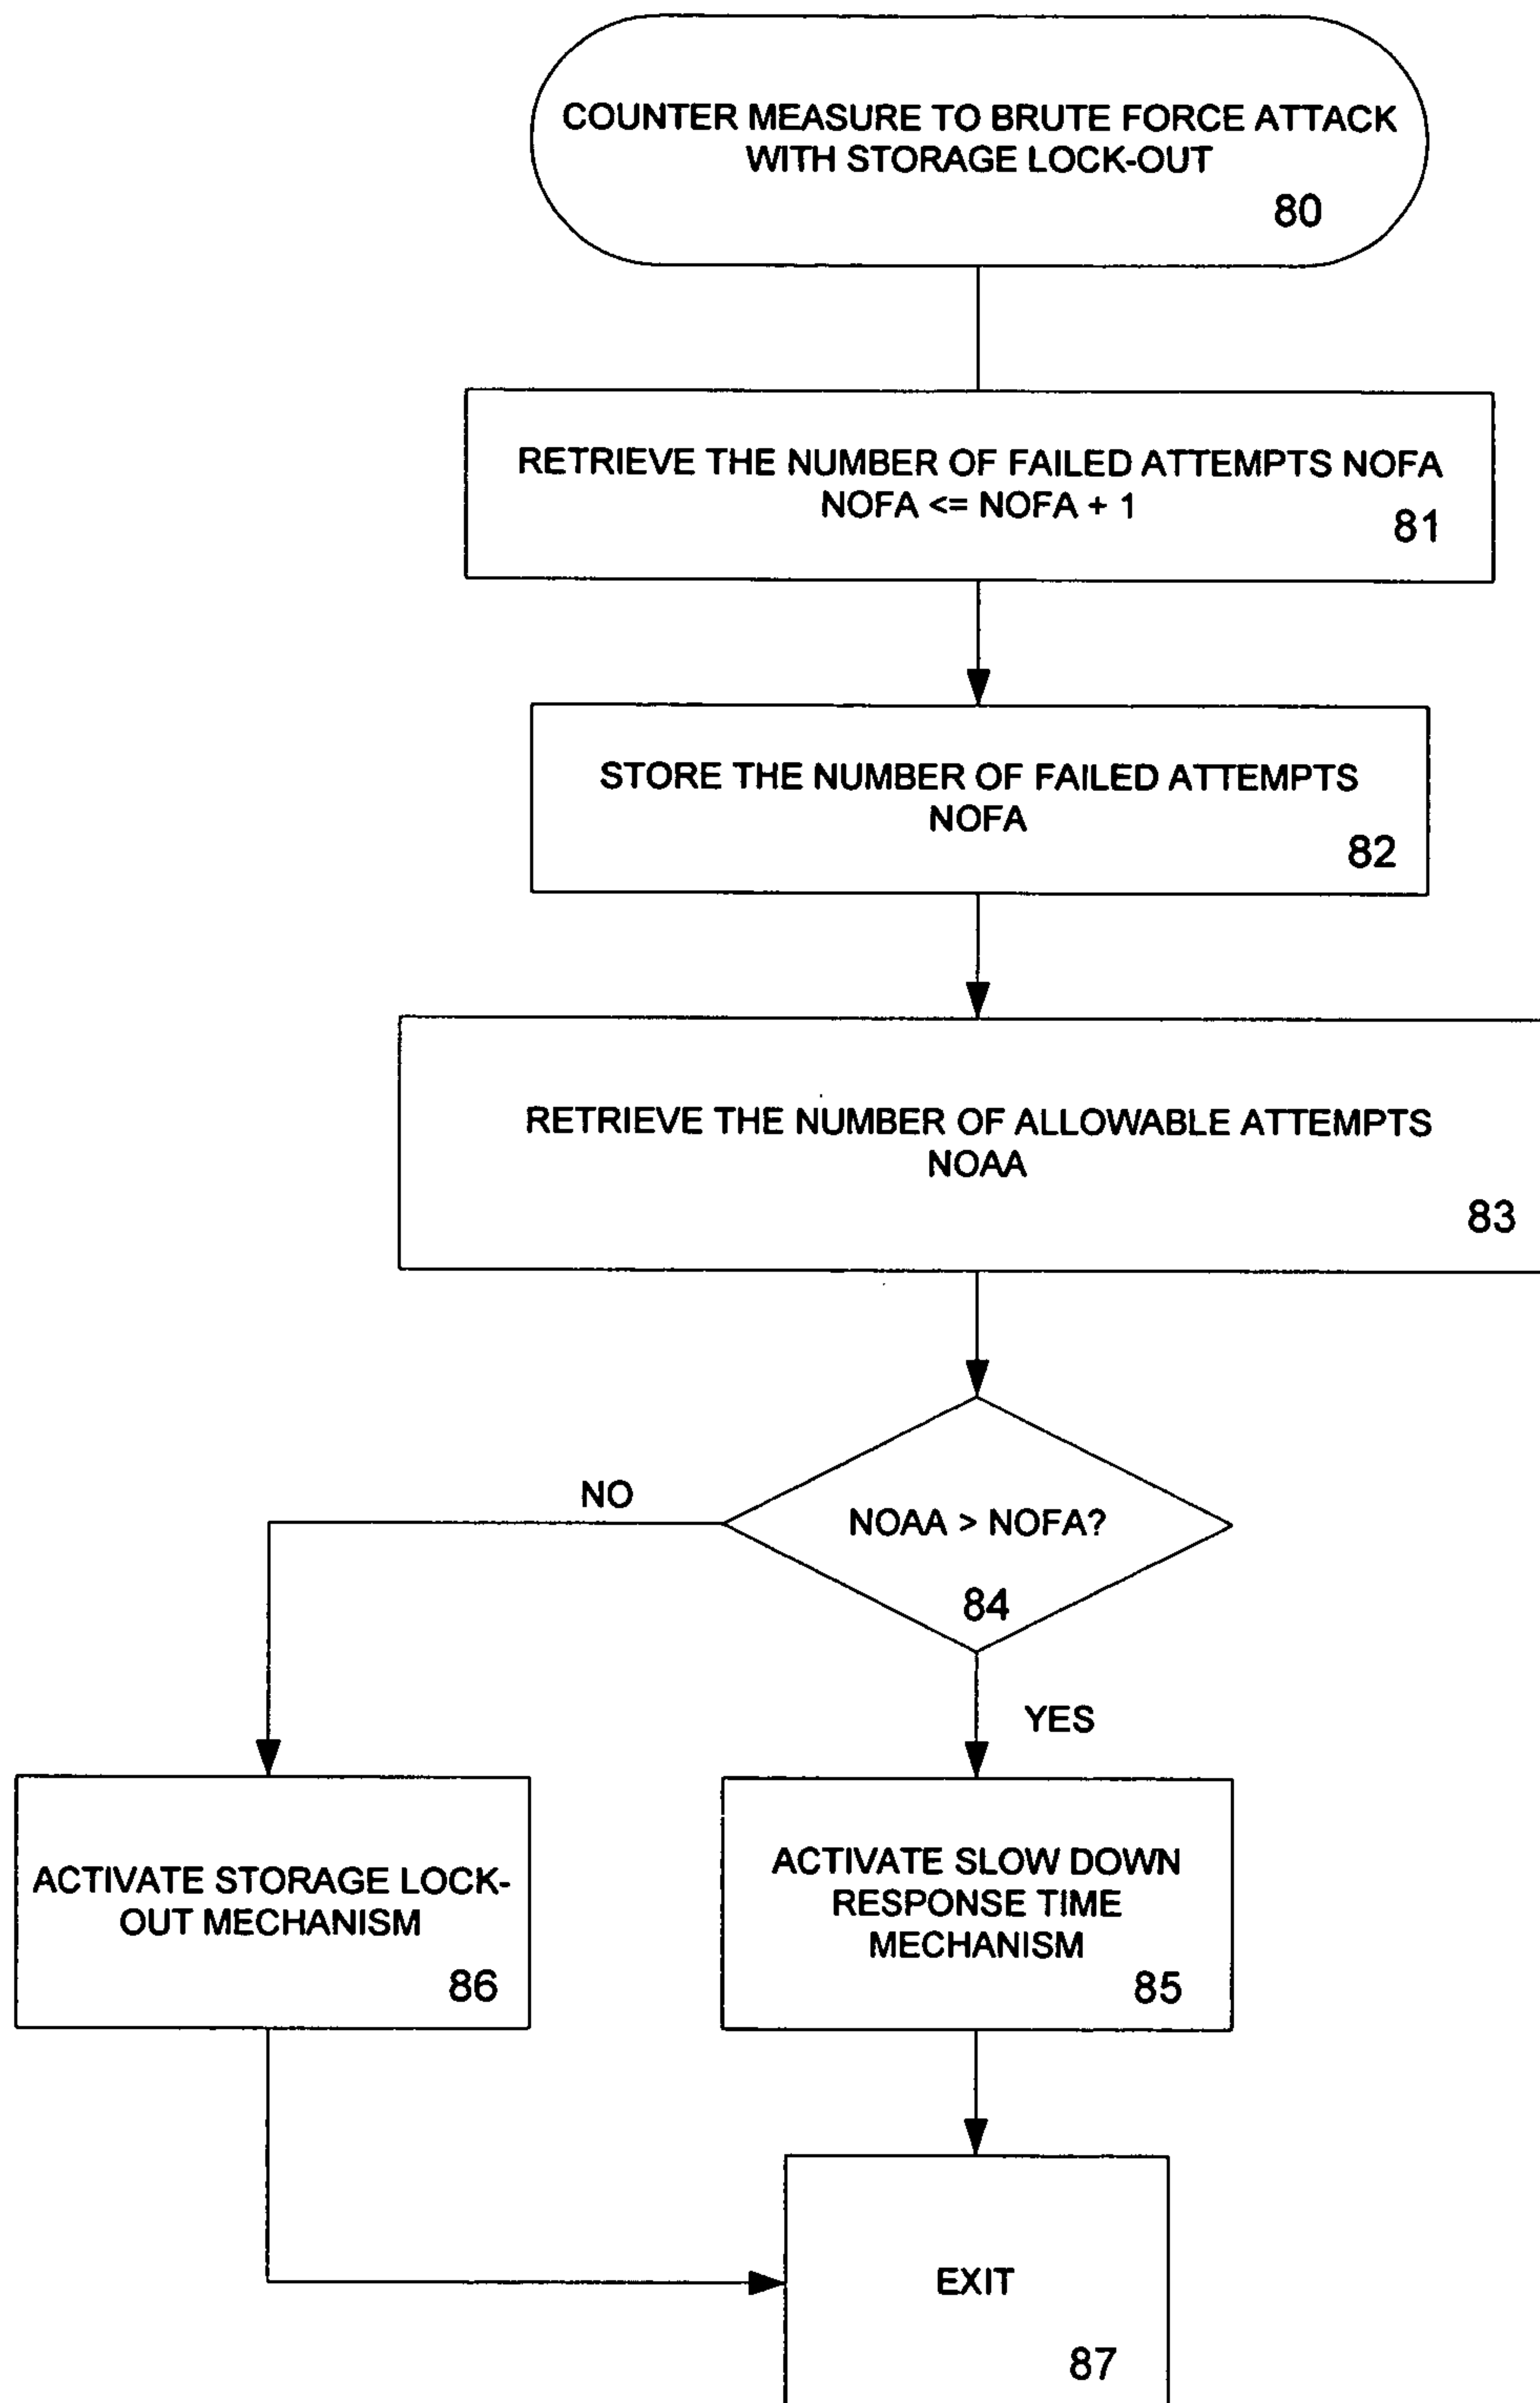 COUNTER MEASURE TO BRUTE FORCE ATTACK
WITH STORAGE LOCK-OUT
80
RETRIEVE THE NUMBER OF FAILED ATTEMPTS NOFA
NOFA <= NOFA + 1
81
STORE THE NUMBER OF FAILED ATTEMPTS
NOFA
82
RETRIEVE THE NUMBER OF ALLOWABLE ATTEMPTS
NOAA
83
NO
NOAA > NOFA?
84
YES
ACTIVATE STORAGE LOCK-
OUT MECHANISM
86
ACTIVATE SLOW DOWN
RESPONSE TIME
MECHANISM
85
EXIT
87